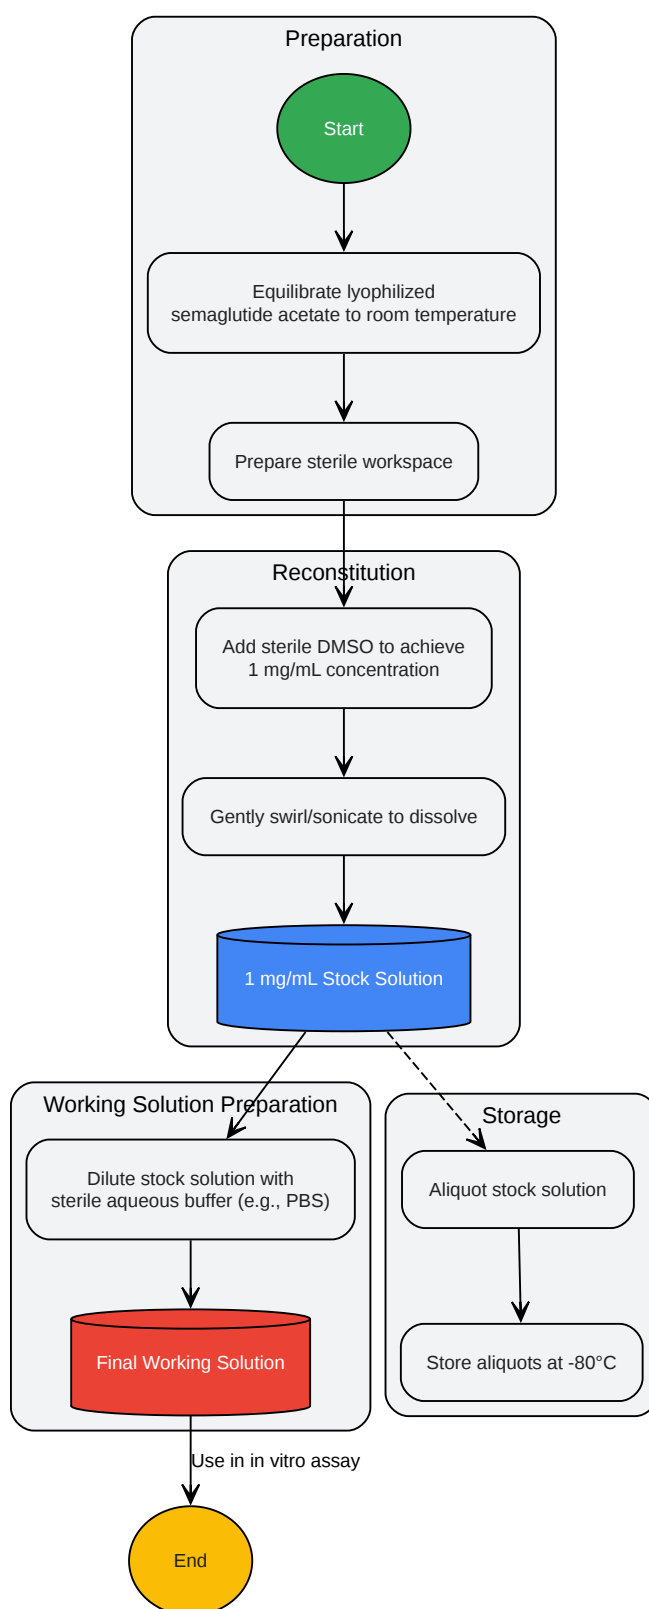 Preparation
Start
Equilibrate lyophilized
semaglutide acetate to room temperature
Prepare sterile workspace
Reconstitution
Add sterile DMSO to achieve
1 mg/mL concentration
Gently swirl/sonicate to dissolve
1 mg/mL Stock Solution
Working Solution Preparation
Dilute stock solution with
sterile aqueous buffer (e.g., PBS)
Final Working Solution
Storage
Aliquot stock solution
Store aliquots at -80°C
Use in in vitro assay
End